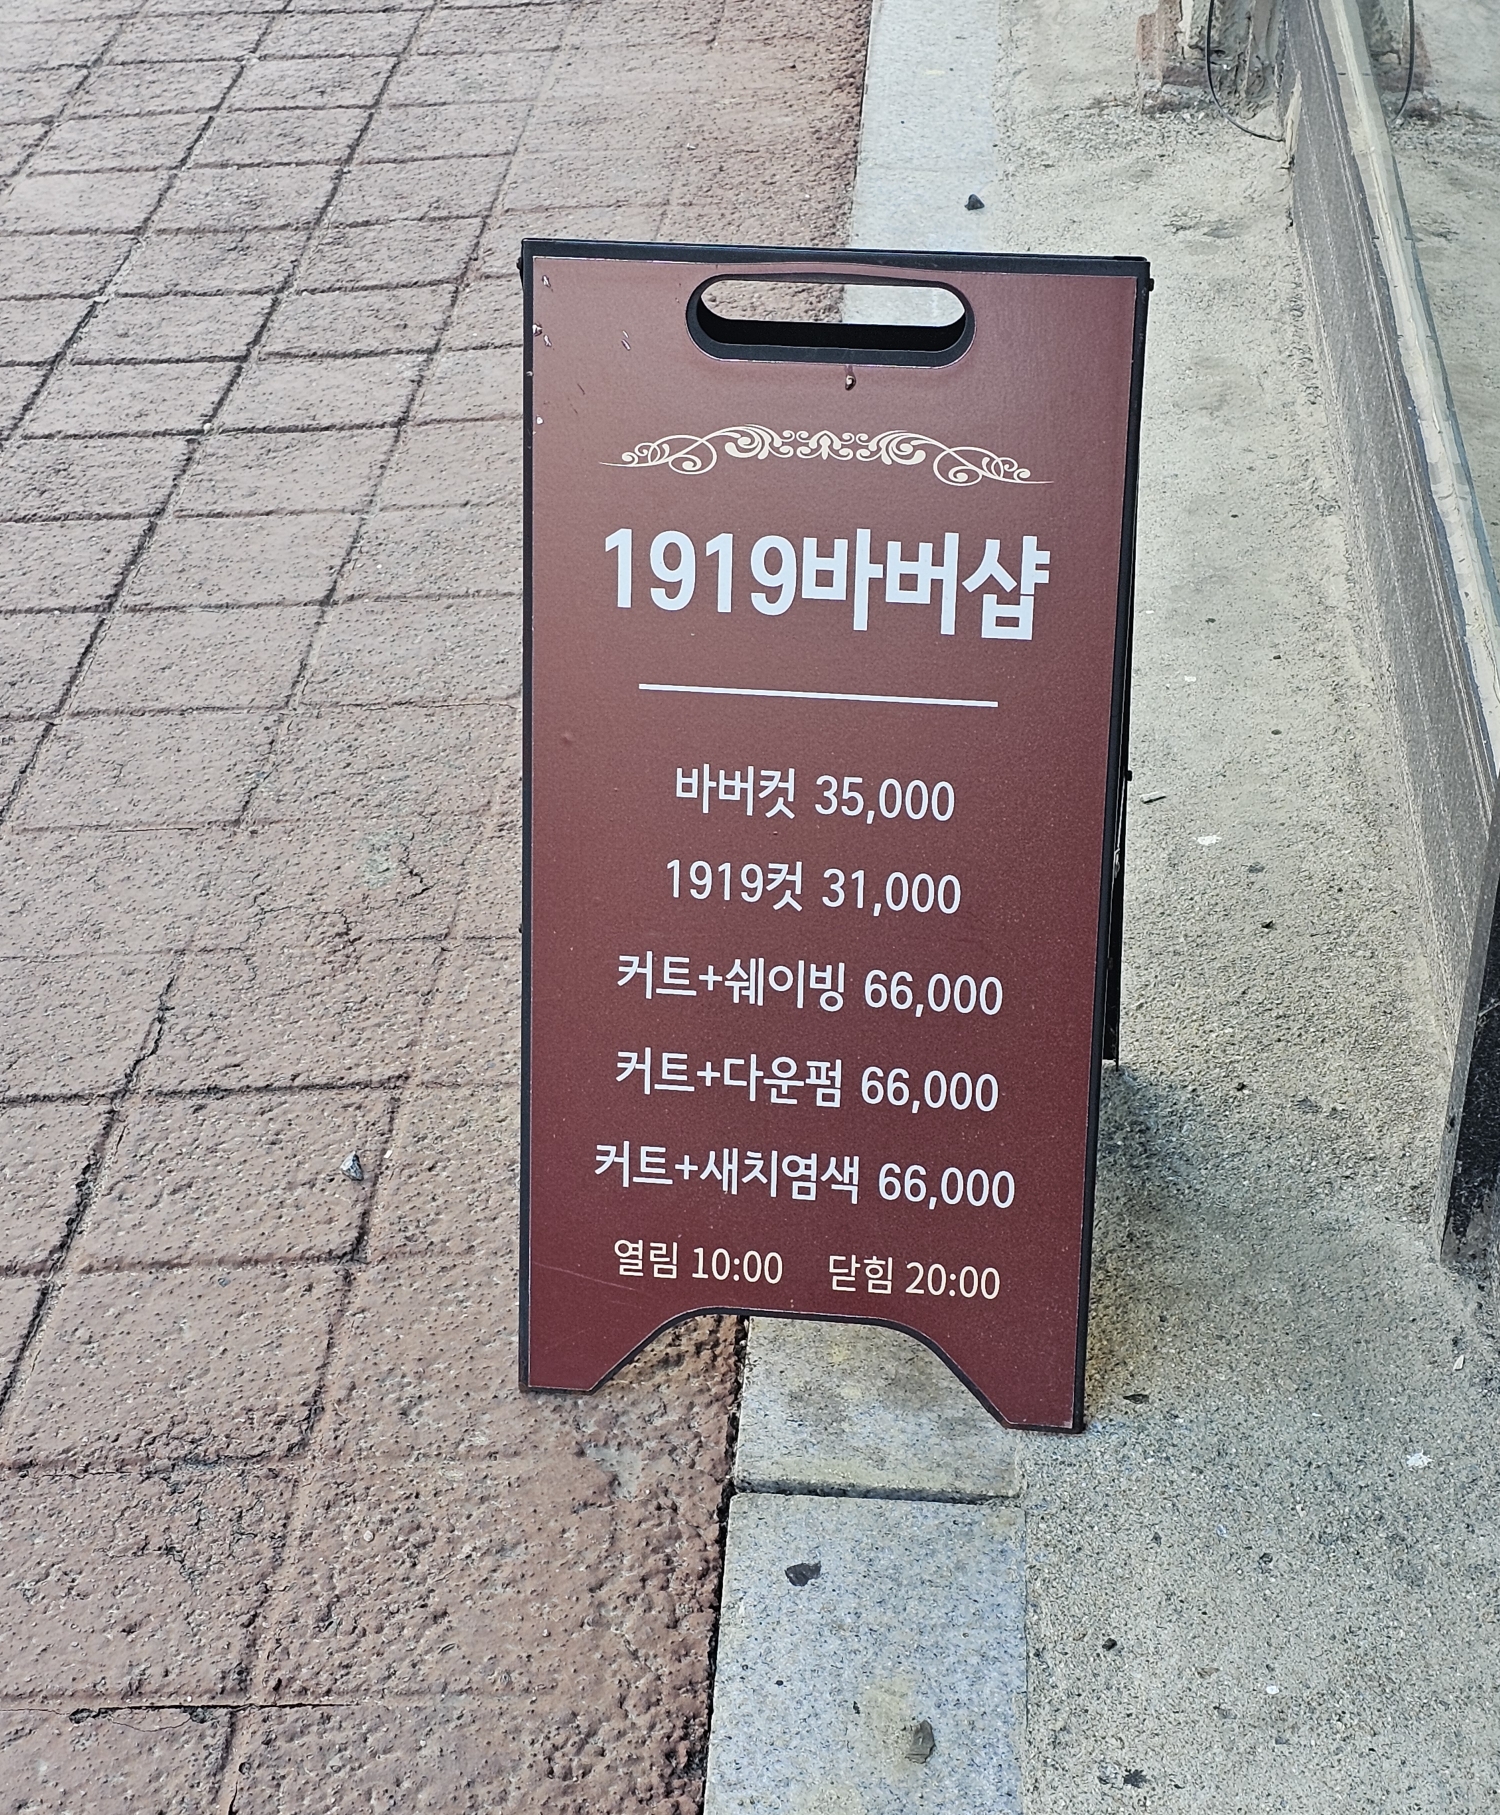 1919바버샵
바버컷 35,000
1919컷 31,000
커트+쉐이빙 66,000
커트+다운펌 66,000
커트+새치염색 66,000
열림 10:00 닫힘 20:00